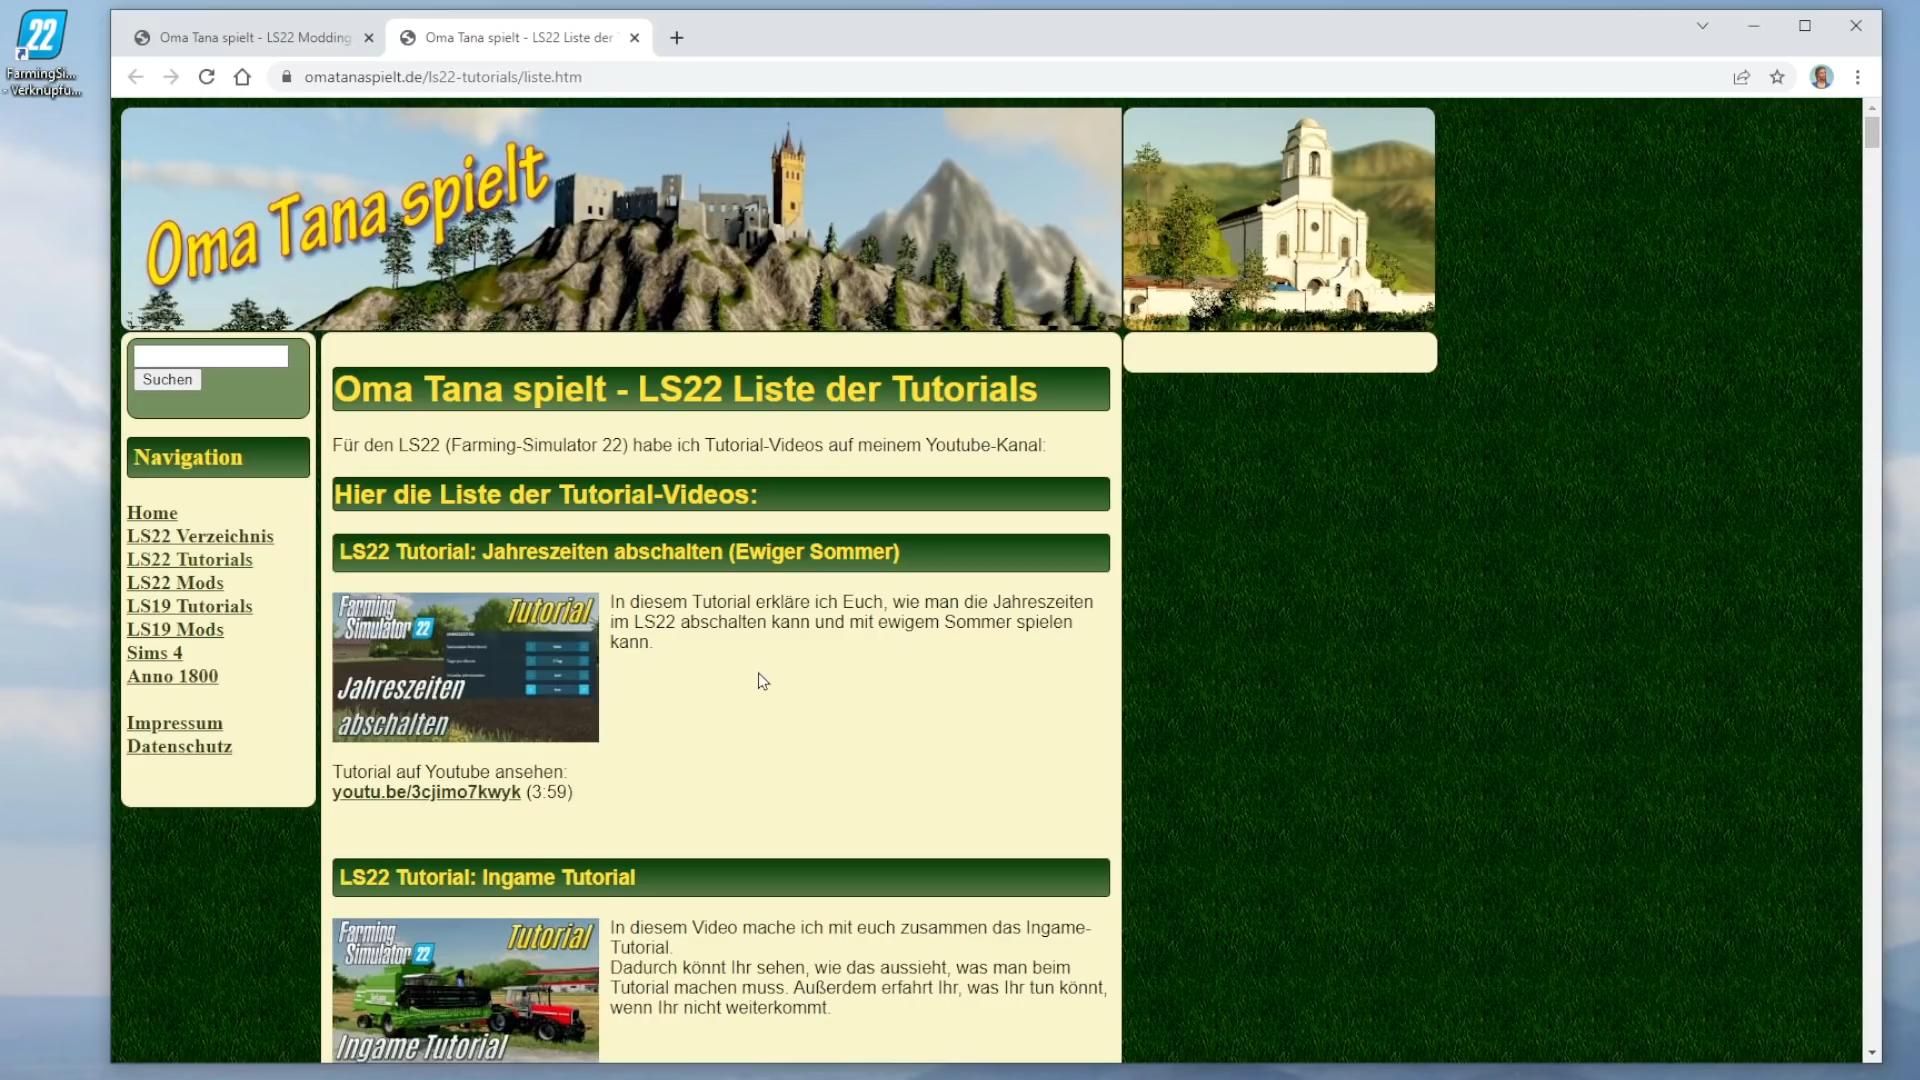 22
FarmingSi...
- Verknüpfu...
Oma Tana spielt - LS22 Modding
Oma Tana spielt - LS22 Liste der
omatanaspielt.de/ls22-tutorials/liste.htm
Oma Tana spielt
Suchen
Navigation
Home
LS22 Verzeichnis
LS22 Tutorials
LS22 Mods
LS19 Tutorials
LS19 Mods
Sims 4
Anno 1800
Impressum
Datenschutz
Oma Tana spielt - LS22 Liste der Tutorials
Für den LS22 (Farming-Simulator 22) habe ich Tutorial-Videos auf meinem Youtube-Kanal:
Hier die Liste der Tutorial-Videos:
LS22 Tutorial: Jahreszeiten abschalten (Ewiger Sommer)
Farming
Simulator 22
Tutorial
Jahreszeiten
abschalten
In diesem Tutorial erkläre ich Euch, wie man die Jahreszeiten
im LS22 abschalten kann und mit ewigem Sommer spielen
kann.
Tutorial auf Youtube ansehen:
youtu.be/3cjimo7kwyk (3:59)
LS22 Tutorial: Ingame Tutorial
Farming
Simulator 22
Tutorial
Ingame Tutorial
In diesem Video mache ich mit euch zusammen das Ingame-
Tutorial.
Dadurch könnt Ihr sehen, wie das aussieht, was man beim
Tutorial machen muss. Außerdem erfahrt Ihr, was Ihr tun könnt,
wenn Ihr nicht weiterkommt.